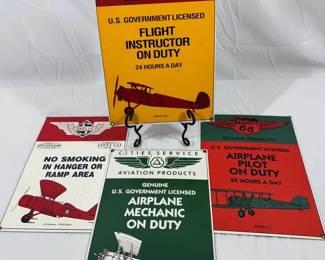 U.S. GOVERNMENT LICENSED
FLIGHT
INSTRUCTOR
ON DUTY
24 HOURS A DAY
NO SMOKING
IN HANGER OR
RAMP AREA
CITIES SERVICE
AVIATION PRODUCTS
GENUINE
U.S. GOVERNMENT LICENSED
AIRPLANE
MECHANIC
ON DUTY
66
U.S. GOVERNMENT LICENSED
AIRPLANE
PILOT
ON DUTY
24 HOURS A DAY